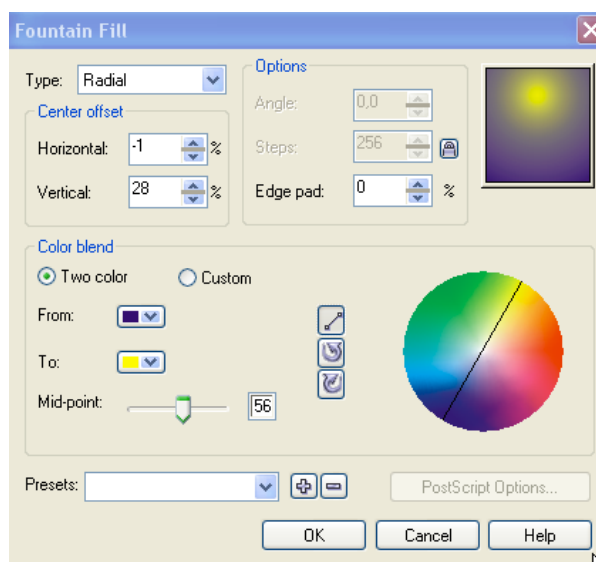 Fountain Fill
Type: Radial
Options
Angle: 0,0
Steps: 256
Edge pad: 0 %
Center offset
Horizontal: -1 %
Vertical: 28 %
Color blend
Two color Custom
From:
To:
Mid-point: 56
Presets:
PostScript Options...
OK Cancel Help